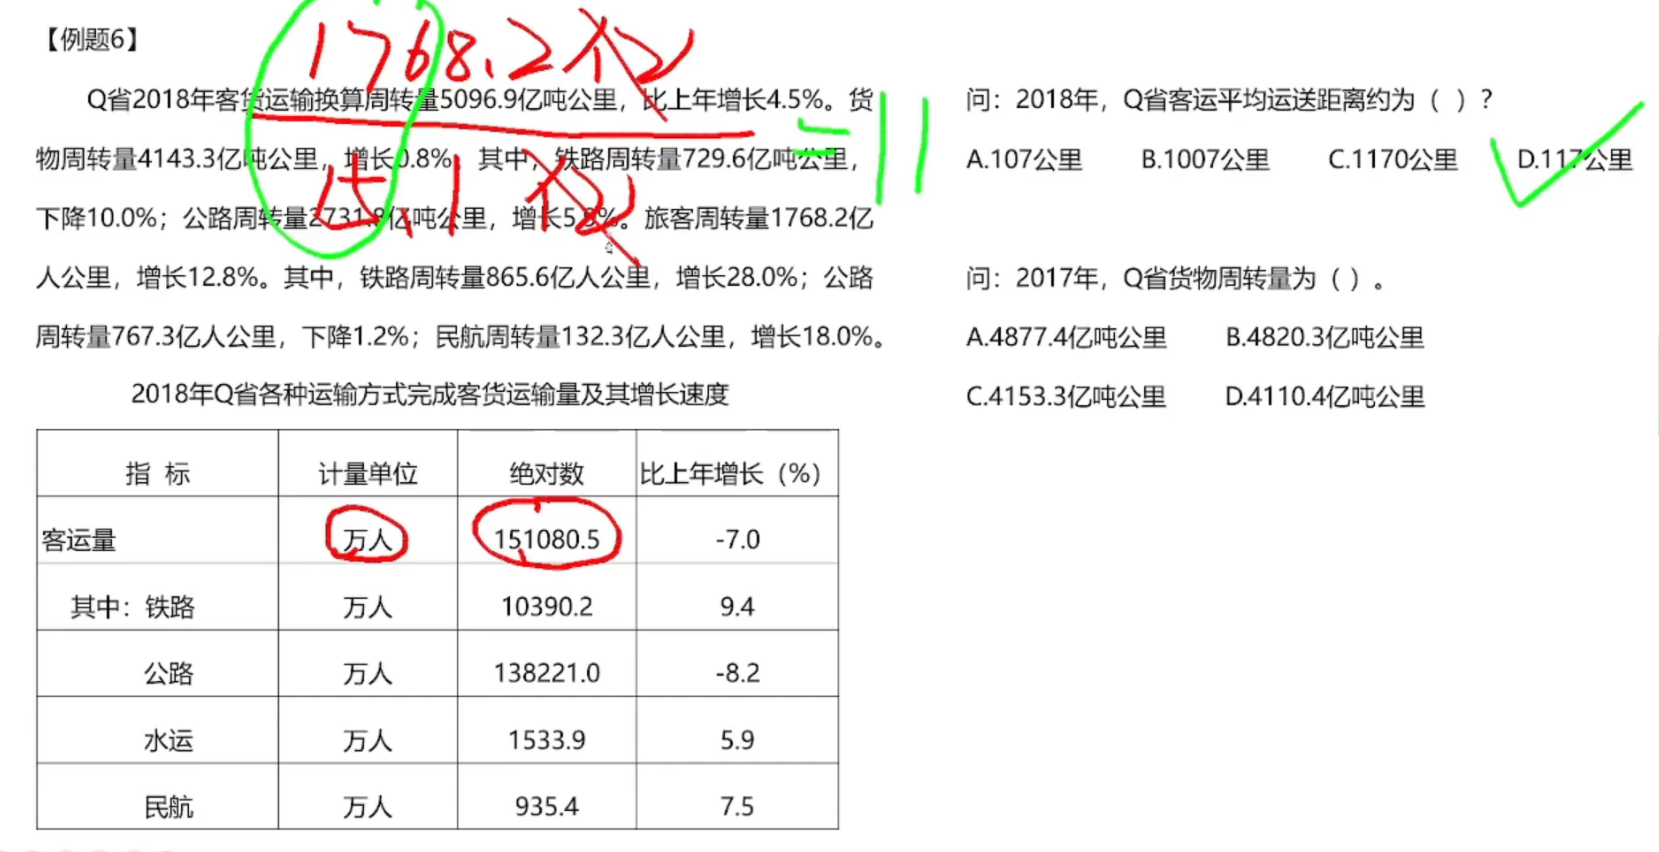 【例题6】
1768.2亿
Q省2018年客货运输换算周转量5096.9亿吨公里，比上年增长4.5%。货
物周转量4143.3亿吨公里，增长0.8%。其中，铁路周转量729.6亿吨公里，
下降10.0%；公路周转量2731.8亿吨公里，增长5.8%。旅客周转量1768.2亿
人公里，增长12.8%。其中，铁路周转量865.6亿人公里，增长28.0%；公路
周转量767.3亿人公里，下降1.2%；民航周转量132.3亿人公里，增长18.0%。
15.1亿
=11
2018年Q省各种运输方式完成客货运输量及其增长速度
指 标 计量单位 绝对数 比上年增长（%）
客运量 万人 151080.5 -7.0
其中：铁路 万人 10390.2 9.4
公路 万人 138221.0 -8.2
水运 万人 1533.9 5.9
民航 万人 935.4 7.5
问：2018年，Q省客运平均运送距离约为（ ）？
A.107公里 B.1007公里 C.1170公里 D.117公里
问：2017年，Q省货物周转量为（ ）。
A.4877.4亿吨公里 B.4820.3亿吨公里
C.4153.3亿吨公里 D.4110.4亿吨公里